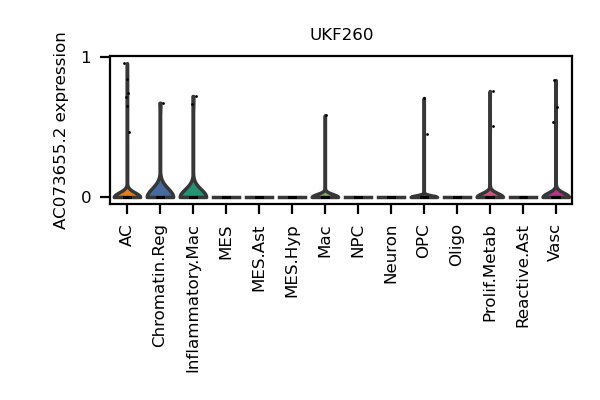 UKF260
AC073655.2 expression
1
0
AC
Chromatin.Reg
Inflammatory.Mac
MES
MES.Ast
MES.Hyp
Mac
NPC
Neuron
OPC
Oligo
Prolif.Metab
Reactive.Ast
Vasc